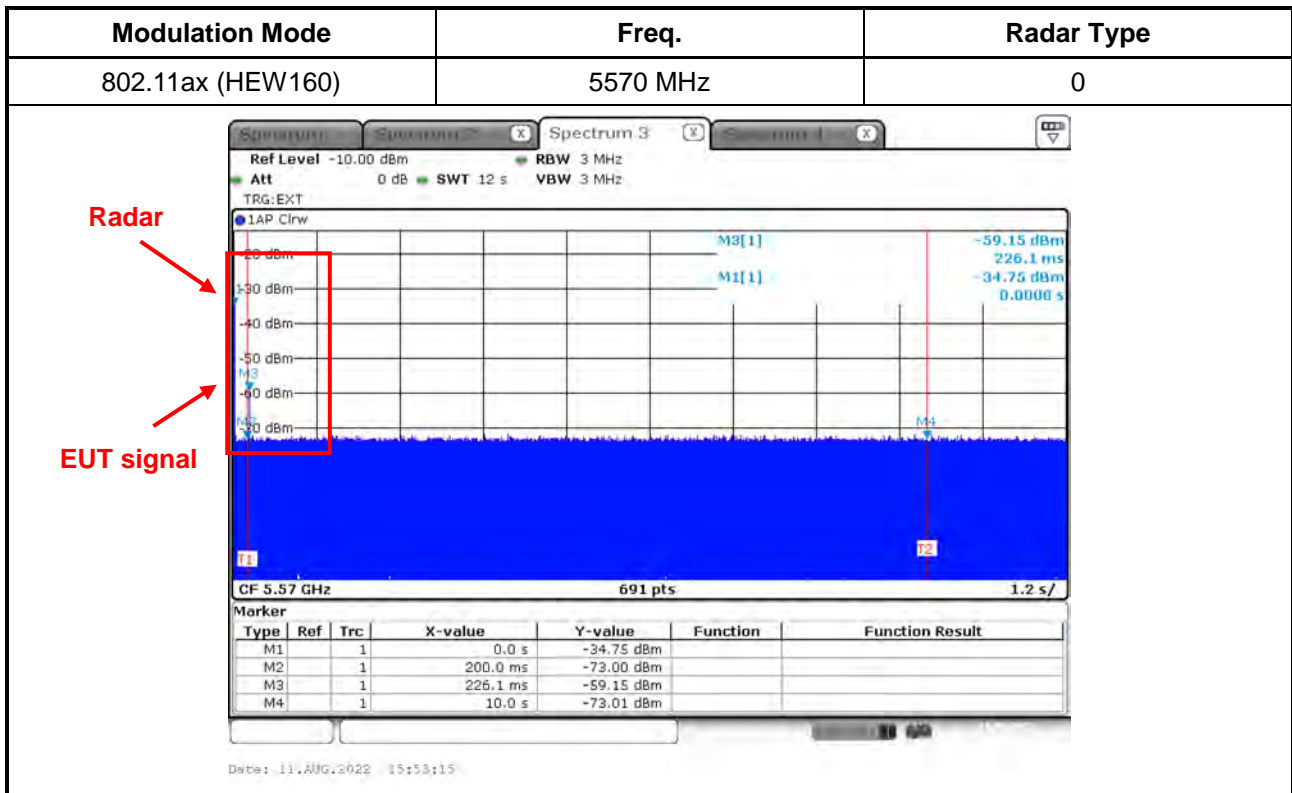 Modulation Mode Freq. Radar Type
802.11ax (HEW160) 5570 MHz 0
Spectrum 3
Ref Level -10.00 dBm RBW 3 MHz
Att 0 dB SWT 12 s VBW 3 MHz
TRG:EXT
1AP Clrw
Radar
M3[1] -59.15 dBm
226.1 ms
M1[1] -34.75 dBm
0.0000 s
-20 dBm
-30 dBm
-40 dBm
-50 dBm
M3
-60 dBm
M4
-70 dBm
EUT signal
T1
T2
CF 5.57 GHz 691 pts 1.2 s/
Marker
Type Ref Trc X-value Y-value Function Function Result
M1 1 0.0 s -34.75 dBm
M2 1 200.0 ms -73.00 dBm
M3 1 226.1 ms -59.15 dBm
M4 1 10.0 s -73.01 dBm
Date: 11.AUG.2022 15:53:15